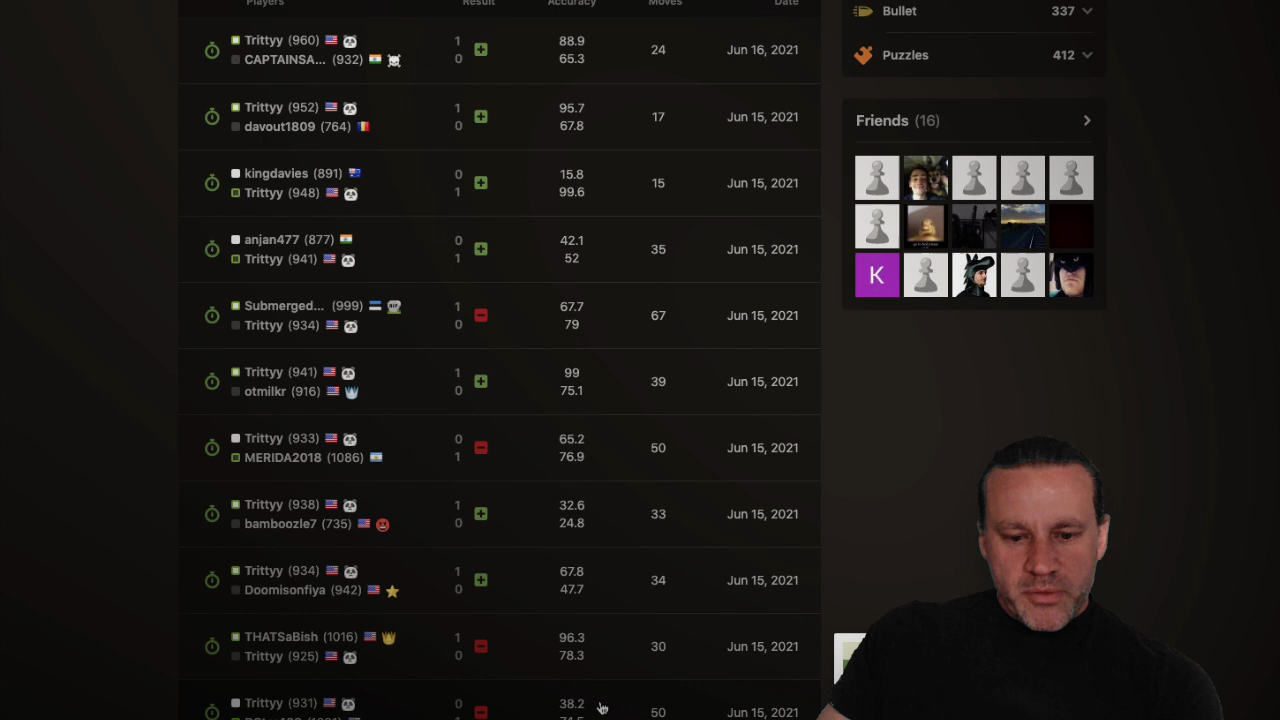 Players Result Accuracy Moves Date
Trittyy (960) 1 88.9
CAPTAINSA... (932) 0 65.3
24 Jun 16, 2021
Trittyy (952) 1 95.7
davout1809 (764) 0 67.8
17 Jun 15, 2021
kingdavies (891) 0 15.8
Trittyy (948) 1 99.6
15 Jun 15, 2021
anjan477 (877) 0 42.1
Trittyy (941) 1 52
35 Jun 15, 2021
Submerged... (999) 1 67.7
Trittyy (934) 0 79
67 Jun 15, 2021
Trittyy (941) 1 99
otmilkr (916) 0 75.1
39 Jun 15, 2021
Trittyy (933) 0 65.2
MERIDA2018 (1086) 1 76.9
50 Jun 15, 2021
Trittyy (938) 1 32.6
bamboozle7 (735) 0 24.8
33 Jun 15, 2021
Trittyy (934) 1 67.8
Doomisonfiya (942) 0 47.7
34 Jun 15, 2021
THATSaBish (1016) 1 96.3
Trittyy (925) 0 78.3
30 Jun 15, 2021
Trittyy (931) 0 38.2
50 Jun 15, 2021
Bullet 337
Puzzles 412
Friends (16)
K